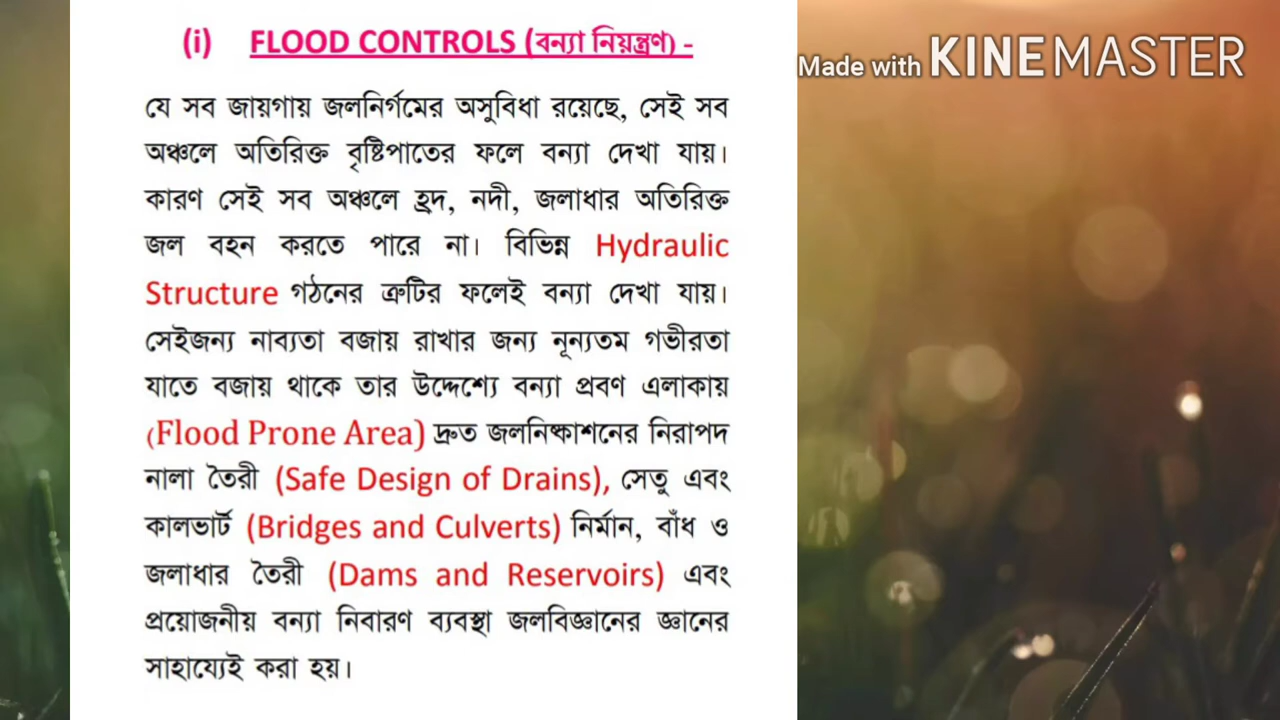 (i) FLOOD CONTROLS (বন্যা নিয়ন্ত্রণ) -
Made with KINEMASTER
যে সব জায়গায় জলনির্গমের অসুবিধা রয়েছে, সেই সব
অঞ্চলে অতিরিক্ত বৃষ্টিপাতের ফলে বন্যা দেখা যায়।
কারণ সেই সব অঞ্চলে হ্রদ, নদী, জলাধার অতিরিক্ত
জল বহন করতে পারে না। বিভিন্ন Hydraulic
Structure গঠনের ত্রুটির ফলেই বন্যা দেখা যায়।
সেইজন্য নাব্যতা বজায় রাখার জন্য নূন্যতম গভীরতা
যাতে বজায় থাকে তার উদ্দেশ্যে বন্যা প্রবণ এলাকায়
(Flood Prone Area) দ্রুত জলনিষ্কাশনের নিরাপদ
নালা তৈরী (Safe Design of Drains), সেতু এবং
কালভার্ট (Bridges and Culverts) নির্মান, বাঁধ ও
জলাধার তৈরী (Dams and Reservoirs) এবং
প্রয়োজনীয় বন্যা নিবারণ ব্যবস্থা জলবিজ্ঞানের জ্ঞানের
সাহায্যেই করা হয়।